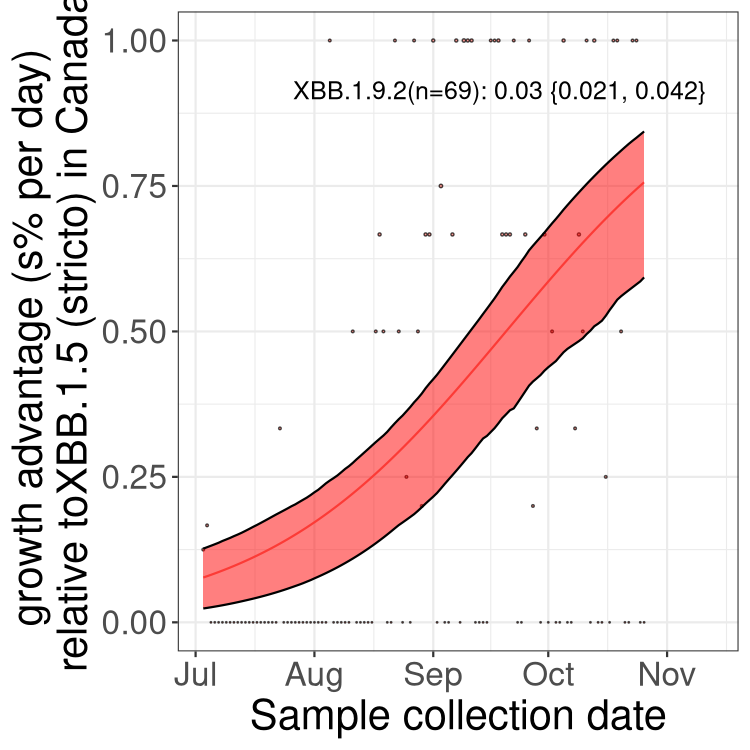 growth advantage (s% per day)
relative toXBB.1.5 (stricto) in Canada
1.00
0.75
0.50
0.25
0.00
XBB.1.9.2(n=69): 0.03 {0.021, 0.042}
Jul
Aug
Sep
Oct
Nov
Sample collection date